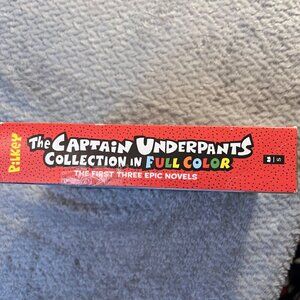 PILKEY
The CAPTAIN UNDERPANTS
COLLECTION IN FULL COLOR
THE FIRST THREE EPIC NOVELS